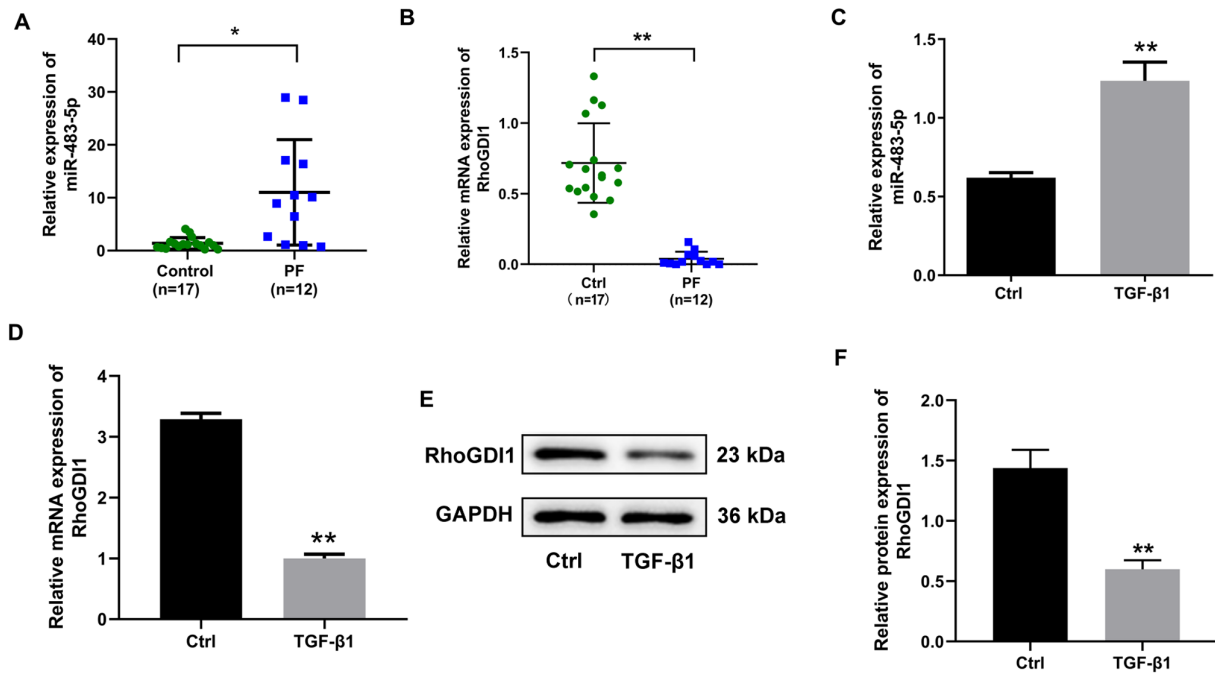 A
Relative expression of
miR-483-5p
40
30
20
10
0
*
Control
(n=17)
PF
(n=12)
B
Relative mRNA expression of
RhoGDI1
1.5
1.0
0.5
0.0
**
Ctrl
（n=17）
PF
(n=12)
C
Relative expression of
miR-483-5p
1.5
1.0
0.5
0.0
**
Ctrl
TGF-β1
D
Relative mRNA expression of
RhoGDI1
4
3
2
1
0
**
Ctrl
TGF-β1
E
RhoGDI1 23 kDa
GAPDH 36 kDa
Ctrl TGF-β1
F
Relative protein expression of
RhoGDI1
2.0
1.5
1.0
0.5
0.0
**
Ctrl
TGF-β1